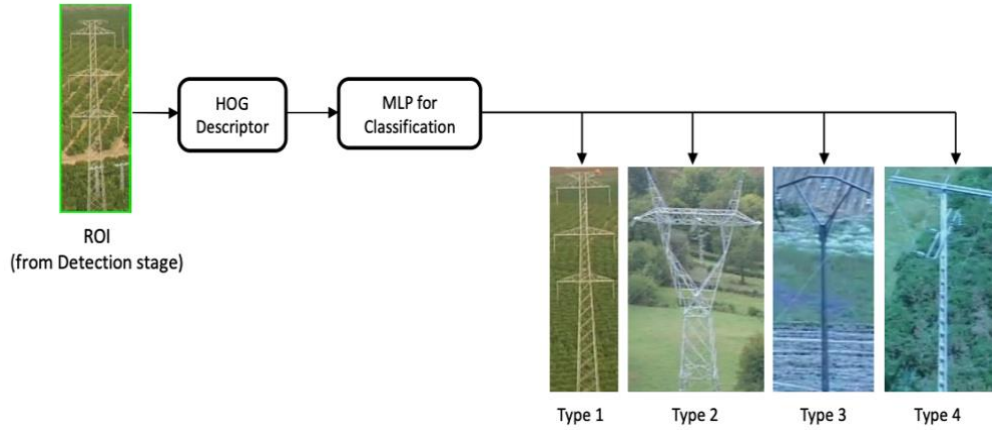 HOG
Descriptor
MLP for
Classification
ROI
(from Detection stage)
Type 1
Type 2
Type 3
Type 4